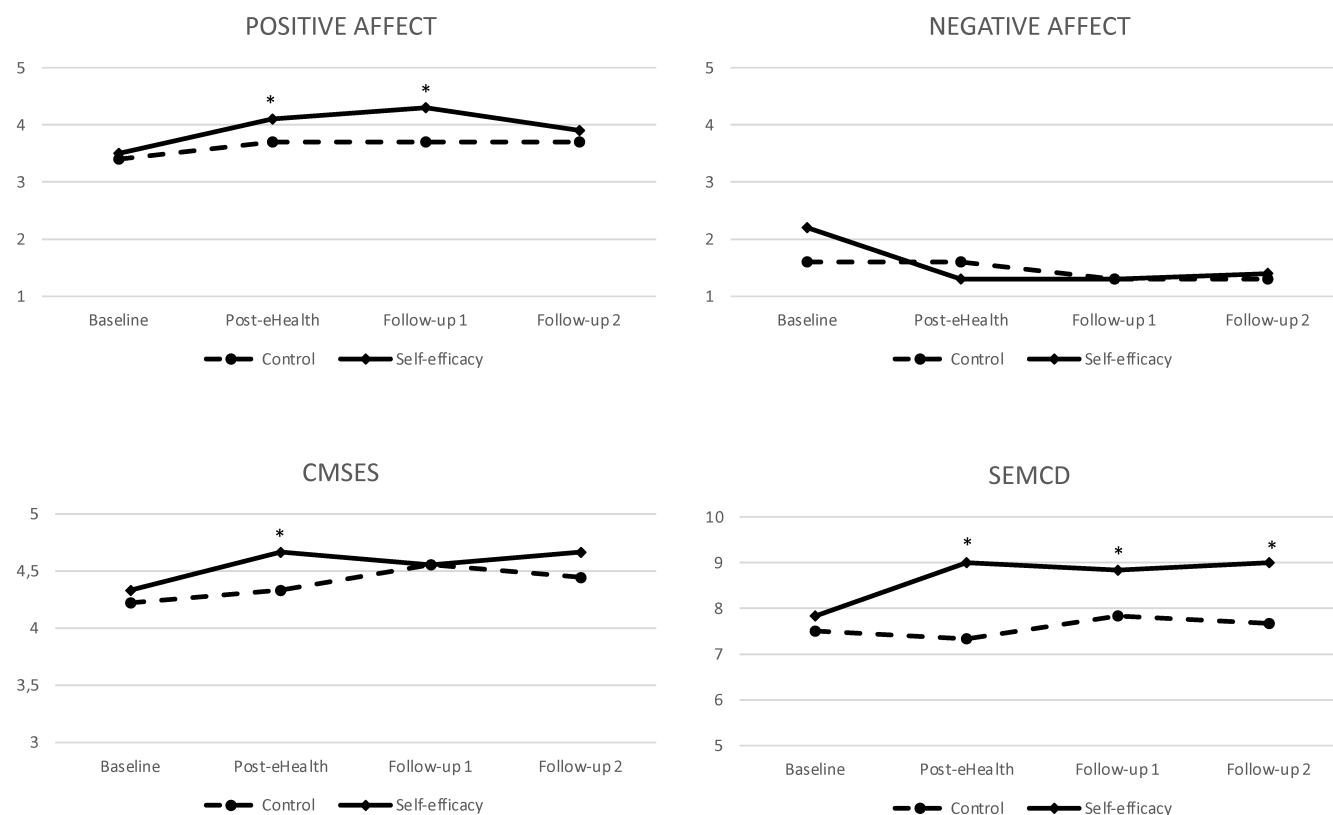 POSITIVE AFFECT
5
*
*
4
3
2
1
Baseline
Post-eHealth
Follow-up 1
Follow-up 2
Control
Self-efficacy
NEGATIVE AFFECT
5
4
3
2
1
Baseline
Post-eHealth
Follow-up 1
Follow-up 2
Control
Self-efficacy
CMSES
5
*
4,5
4
3,5
3
Baseline
Post-eHealth
Follow-up 1
Follow-up 2
Control
Self-efficacy
SEMCD
10
*
*
*
9
8
7
6
5
Baseline
Post-eHealth
Follow-up 1
Follow-up 2
Control
Self-efficacy